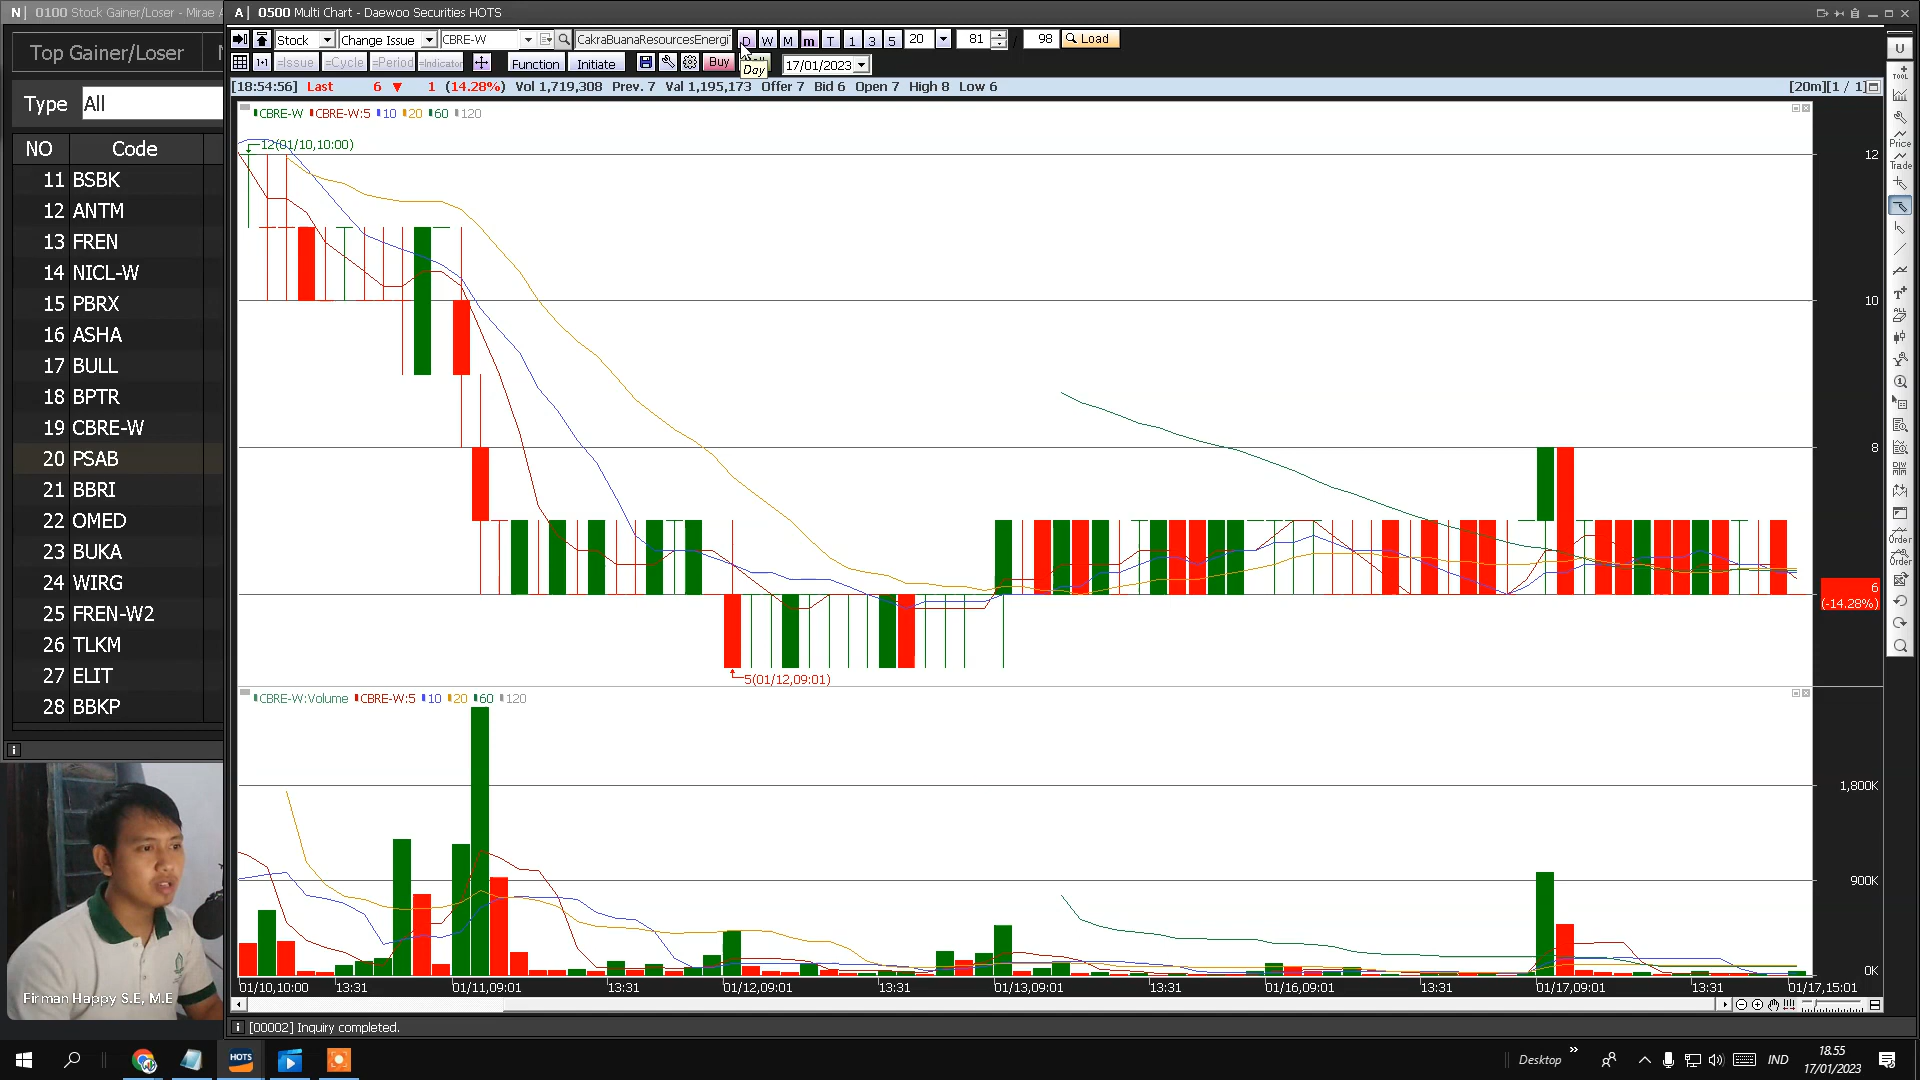 N 0100 Stock Gainer/Loser - Mirae A
A 0500 Multi Chart - Daewoo Securities HOTS
Top Gainer/Loser
Type All
NO Code
11 BSBK
12 ANTM
13 FREN
14 NICL-W
15 PBRX
16 ASHA
17 BULL
18 BPTR
19 CBRE-W
20 PSAB
21 BBRI
22 OMED
23 BUKA
24 WIRG
25 FREN-W2
26 TLKM
27 ELIT
28 BBKP
Stock Change Issue CBRE-W CakraBuanaResourcesEnergi D W M m T 1 3 5 20 81 / 98 Load
=Issue =Cycle =Period =Indicator Function Initiate Buy Day 17/01/2023
[18:54:56] Last 6 ▼ 1 (14.28%) Vol 1,719,308 Prev. 7 Val 1,195,173 Offer 7 Bid 6 Open 7 High 8 Low 6 [20m][1 / 1]
CBRE-W CBRE-W:5 10 20 60 120
12(01/10,10:00)
12
10
8
6
(-14.28%)
5(01/12,09:01)
CBRE-W:Volume CBRE-W:5 10 20 60 120
1,800K
900K
0K
01/10,10:00 13:31 01/11,09:01 13:31 01/12,09:01 13:31 01/13,09:01 13:31 01/16,09:01 13:31 01/17,09:01 13:31 01/17,15:01
[00002] Inquiry completed.
U
TOOL
Price
Trade
Order
Order
Firman Happy S.E, M.E
HOTS
Desktop
IND
18.55
17/01/2023